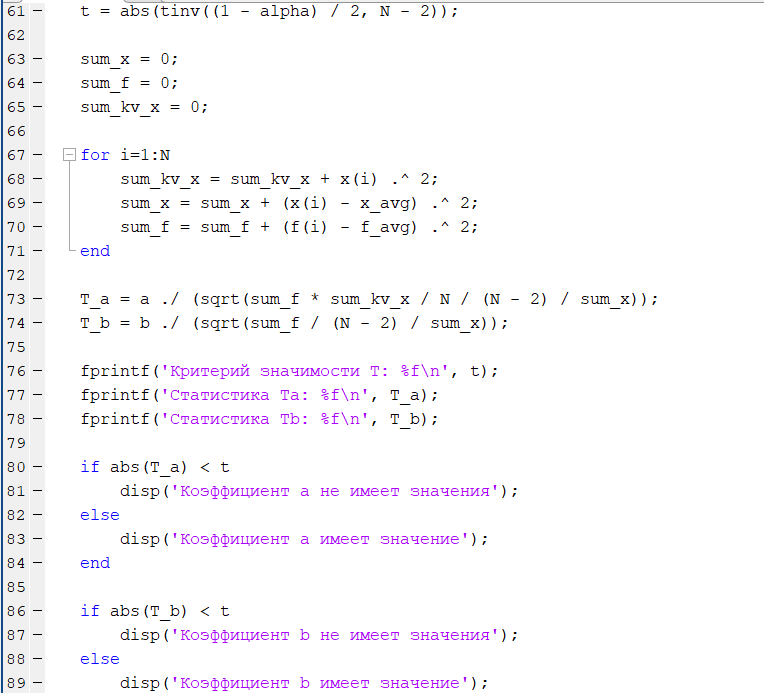 61 – t = abs(tinv((1 - alpha) / 2, N - 2));
62
63 – sum_x = 0;
64 – sum_f = 0;
65 – sum_kv_x = 0;
66
67 – for i=1:N
68 – sum_kv_x = sum_kv_x + x(i) .^ 2;
69 – sum_x = sum_x + (x(i) - x_avg) .^ 2;
70 – sum_f = sum_f + (f(i) - f_avg) .^ 2;
71 – end
72
73 – T_a = a ./ (sqrt(sum_f * sum_kv_x / N / (N - 2) / sum_x));
74 – T_b = b ./ (sqrt(sum_f / (N - 2) / sum_x));
75
76 – fprintf('Критерий значимости T: %f\n', t);
77 – fprintf('Статистика Ta: %f\n', T_a);
78 – fprintf('Статистика Tb: %f\n', T_b);
79
80 – if abs(T_a) < t
81 – disp('Коэффициент a не имеет значения');
82 – else
83 – disp('Коэффициент a имеет значение');
84 – end
85
86 – if abs(T_b) < t
87 – disp('Коэффициент b не имеет значения');
88 – else
89 – disp('Коэффициент b имеет значение');